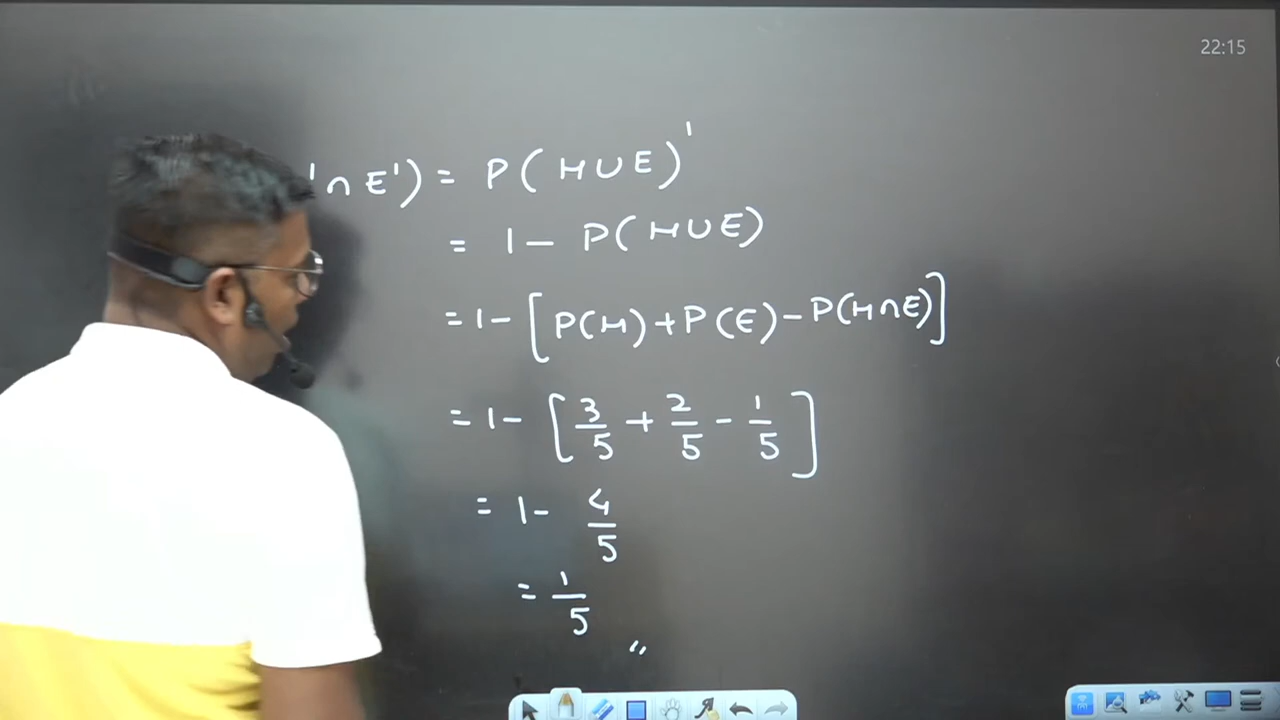 22:15
'∩ E') = P(H∪E)'
= 1 - P(H∪E)
= 1 - [P(H) + P(E) - P(H∩E)]
= 1 - [3/5 + 2/5 - 1/5]
= 1 - 4/5
= 1/5 〃